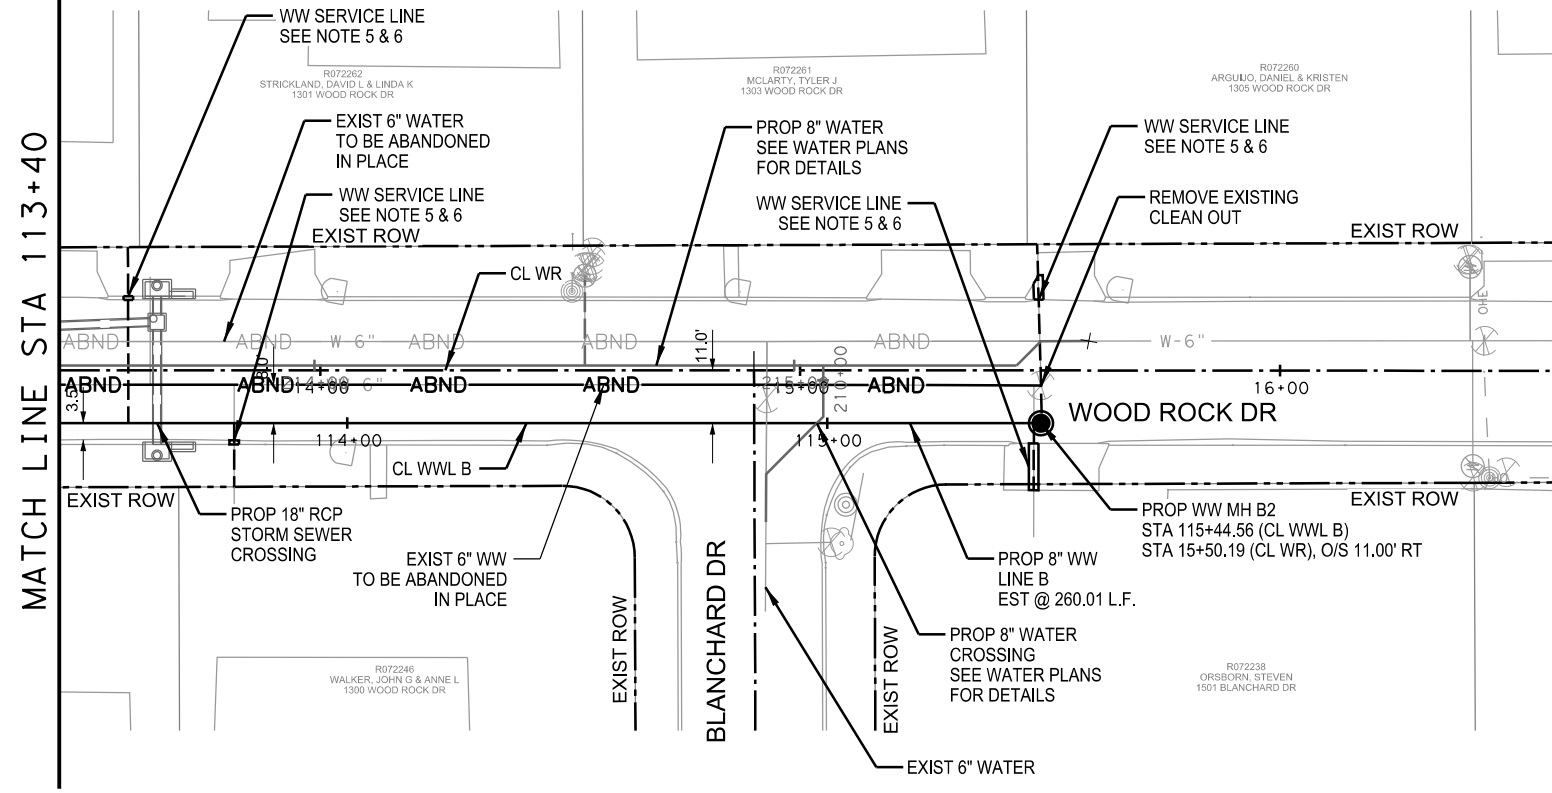 WW SERVICE LINE
SEE NOTE 5 & 6
R072262
STRICKLAND, DAVID L & LINDA K
1301 WOOD ROCK DR
R072261
MCLARTY, TYLER J
1303 WOOD ROCK DR
R072260
ARGUIJO, DANIEL & KRISTEN
1305 WOOD ROCK DR
EXIST 6" WATER
TO BE ABANDONED
IN PLACE
PROP 8" WATER
SEE WATER PLANS
FOR DETAILS
WW SERVICE LINE
SEE NOTE 5 & 6
WW SERVICE LINE
SEE NOTE 5 & 6
WW SERVICE LINE
SEE NOTE 5 & 6
REMOVE EXISTING
CLEAN OUT
EXIST ROW
EXIST ROW
MATCH LINE STA 113+40
CL WR
OHE
ABND
ABND
W-6"
ABND
ABND
ABND
W-6"
11.0'
ABND
ABND
214+00
6"
ABND
ABND
215+00
210+00
ABND
16+00
3.5'
WOOD ROCK DR
114+00
115+00
CL WWL B
EXIST ROW
EXIST ROW
PROP 18" RCP
STORM SEWER
CROSSING
PROP WW MH B2
STA 115+44.56 (CL WWL B)
STA 15+50.19 (CL WR), O/S 11.00' RT
EXIST 6" WW
TO BE ABANDONED
IN PLACE
PROP 8" WW
LINE B
EST @ 260.01 L.F.
EXIST ROW
BLANCHARD DR
EXIST ROW
PROP 8" WATER
CROSSING
SEE WATER PLANS
FOR DETAILS
R072246
WALKER, JOHN G & ANNE L
1300 WOOD ROCK DR
R072238
ORSBORN, STEVEN
1501 BLANCHARD DR
EXIST 6" WATER